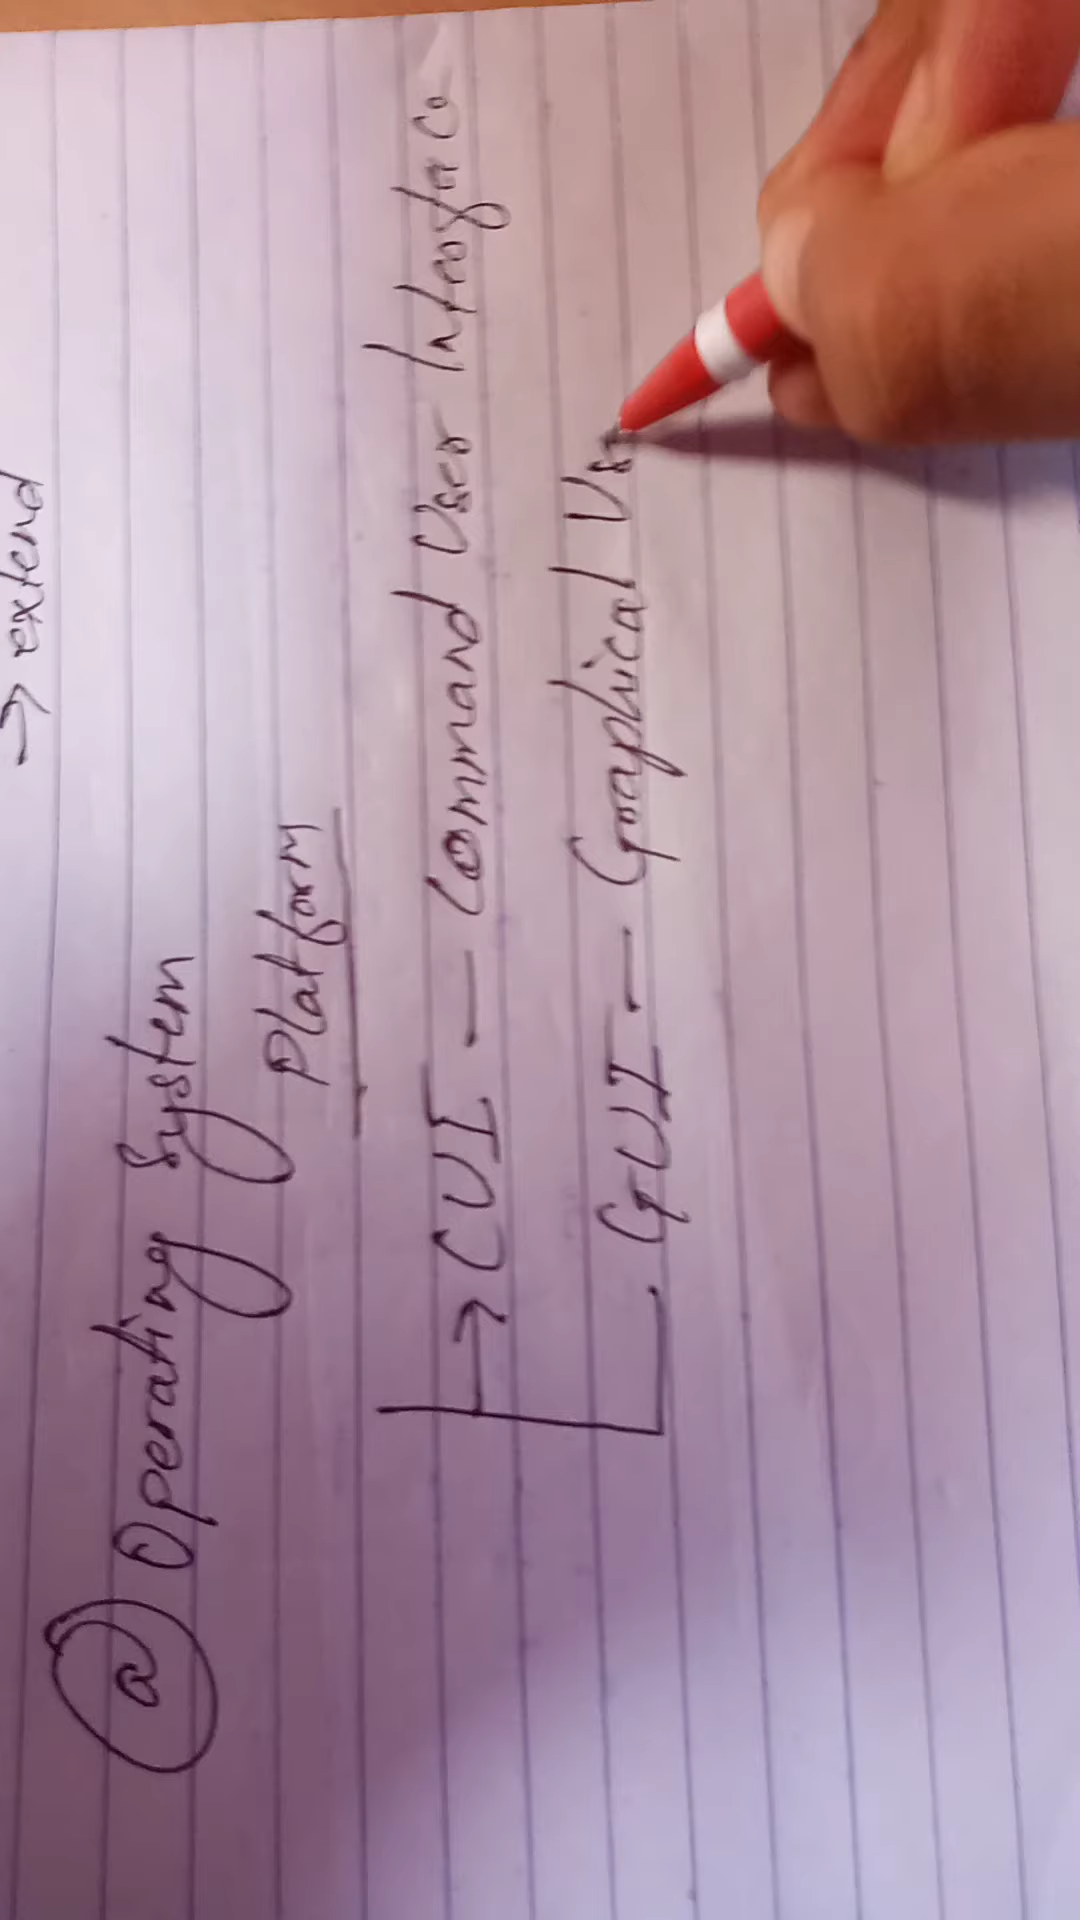 → extend
(a) Operating System
Platform
→ CUI - Command User Interface
GUI - Graphical Us